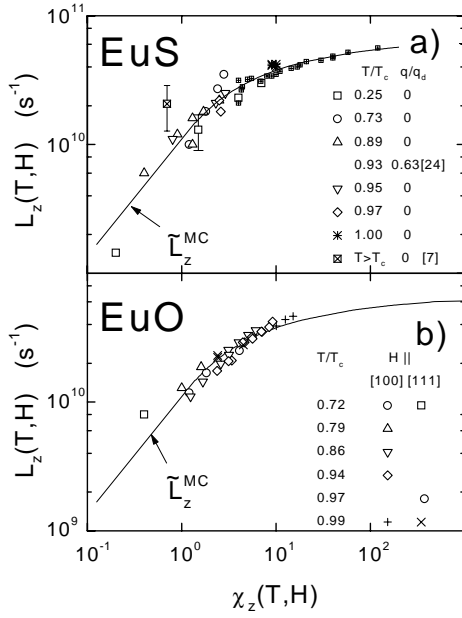 10^11
EuS
a)
T/T_c q/q_d
0.25 0
0.73 0
0.89 0
0.93 0.63[24]
0.95 0
0.97 0
1.00 0
T>T_c 0 [7]
L_z(T,H) (s^-1)
10^10
L̃_z^MC
EuO
b)
T/T_c H ||
[100] [111]
0.72
0.79
0.86
0.94
0.97
0.99
L_z(T,H) (s^-1)
10^10
L̃_z^MC
10^9
10^-1 10^0 10^1 10^2
χ_z(T,H)